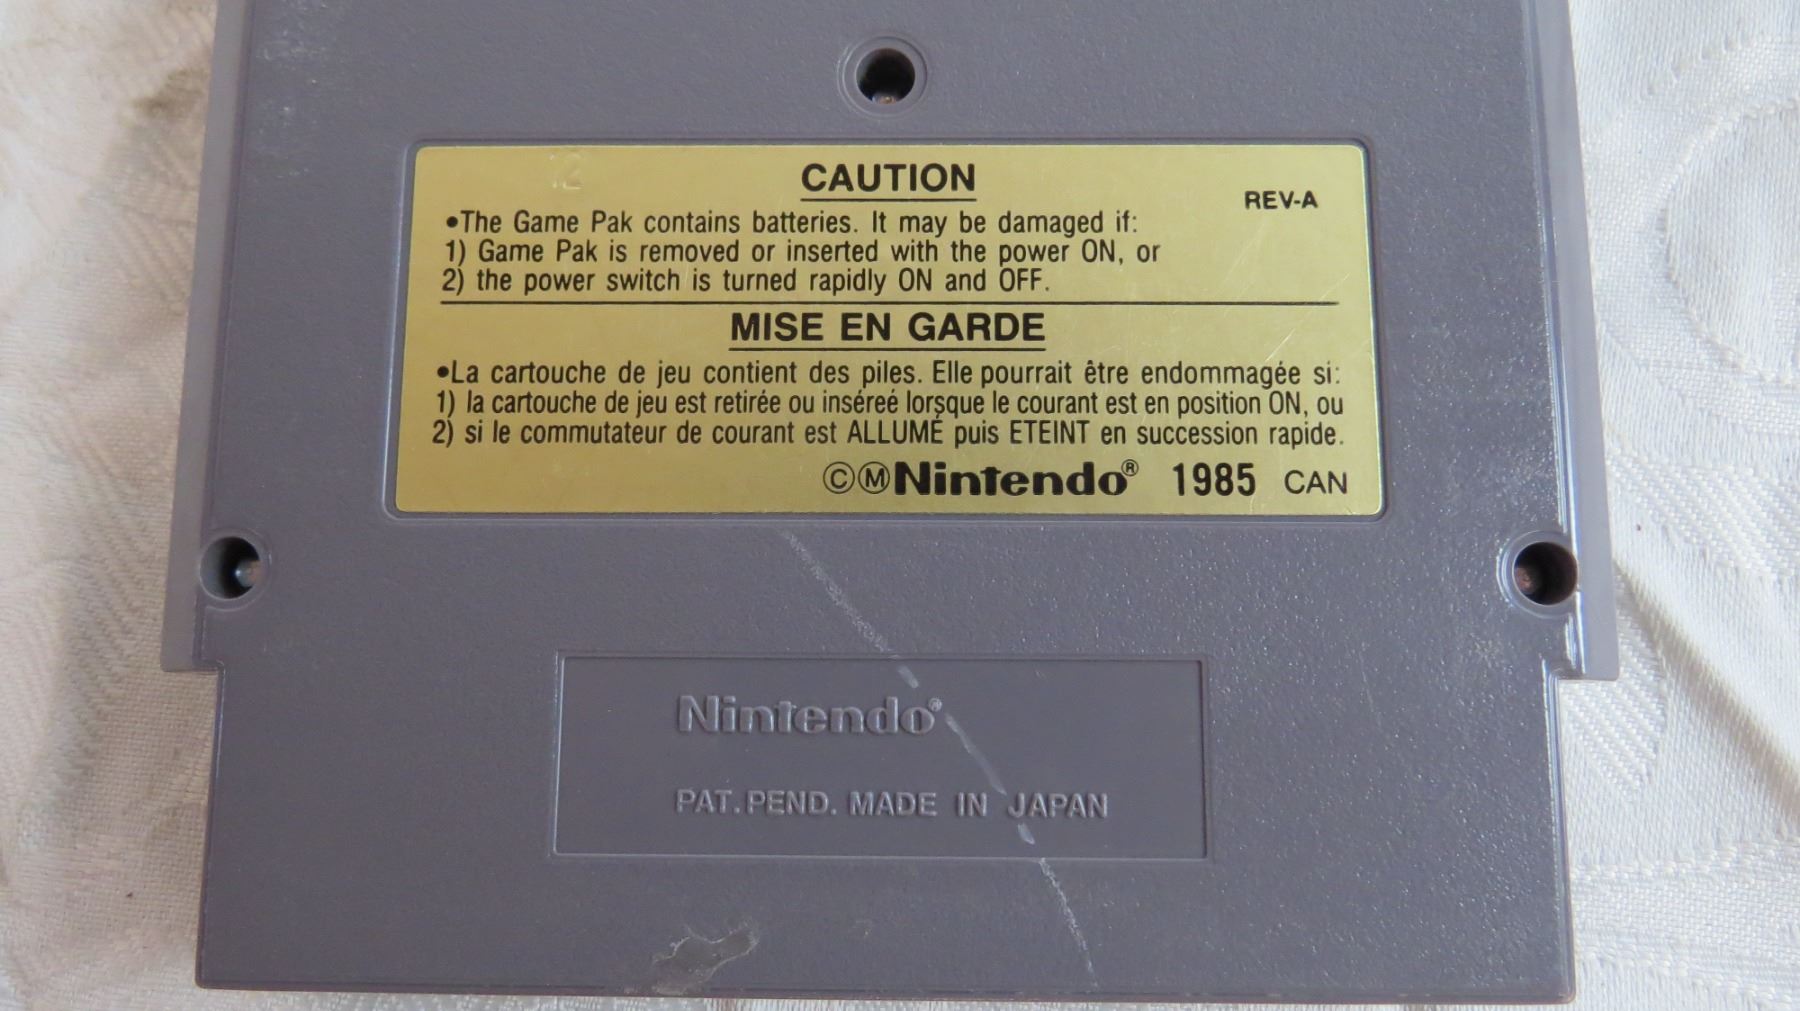 12
CAUTION
REV-A
•The Game Pak contains batteries. It may be damaged if:
1) Game Pak is removed or inserted with the power ON, or
2) the power switch is turned rapidly ON and OFF.
MISE EN GARDE
•La cartouche de jeu contient des piles. Elle pourrait être endommagée si:
1) la cartouche de jeu est retirée ou inséreé lorsque le courant est en position ON, ou
2) si le commutateur de courant est ALLUMÉ puis ETEINT en succession rapide.
©ⓂNintendo® 1985 CAN
Nintendo®
PAT. PEND. MADE IN JAPAN